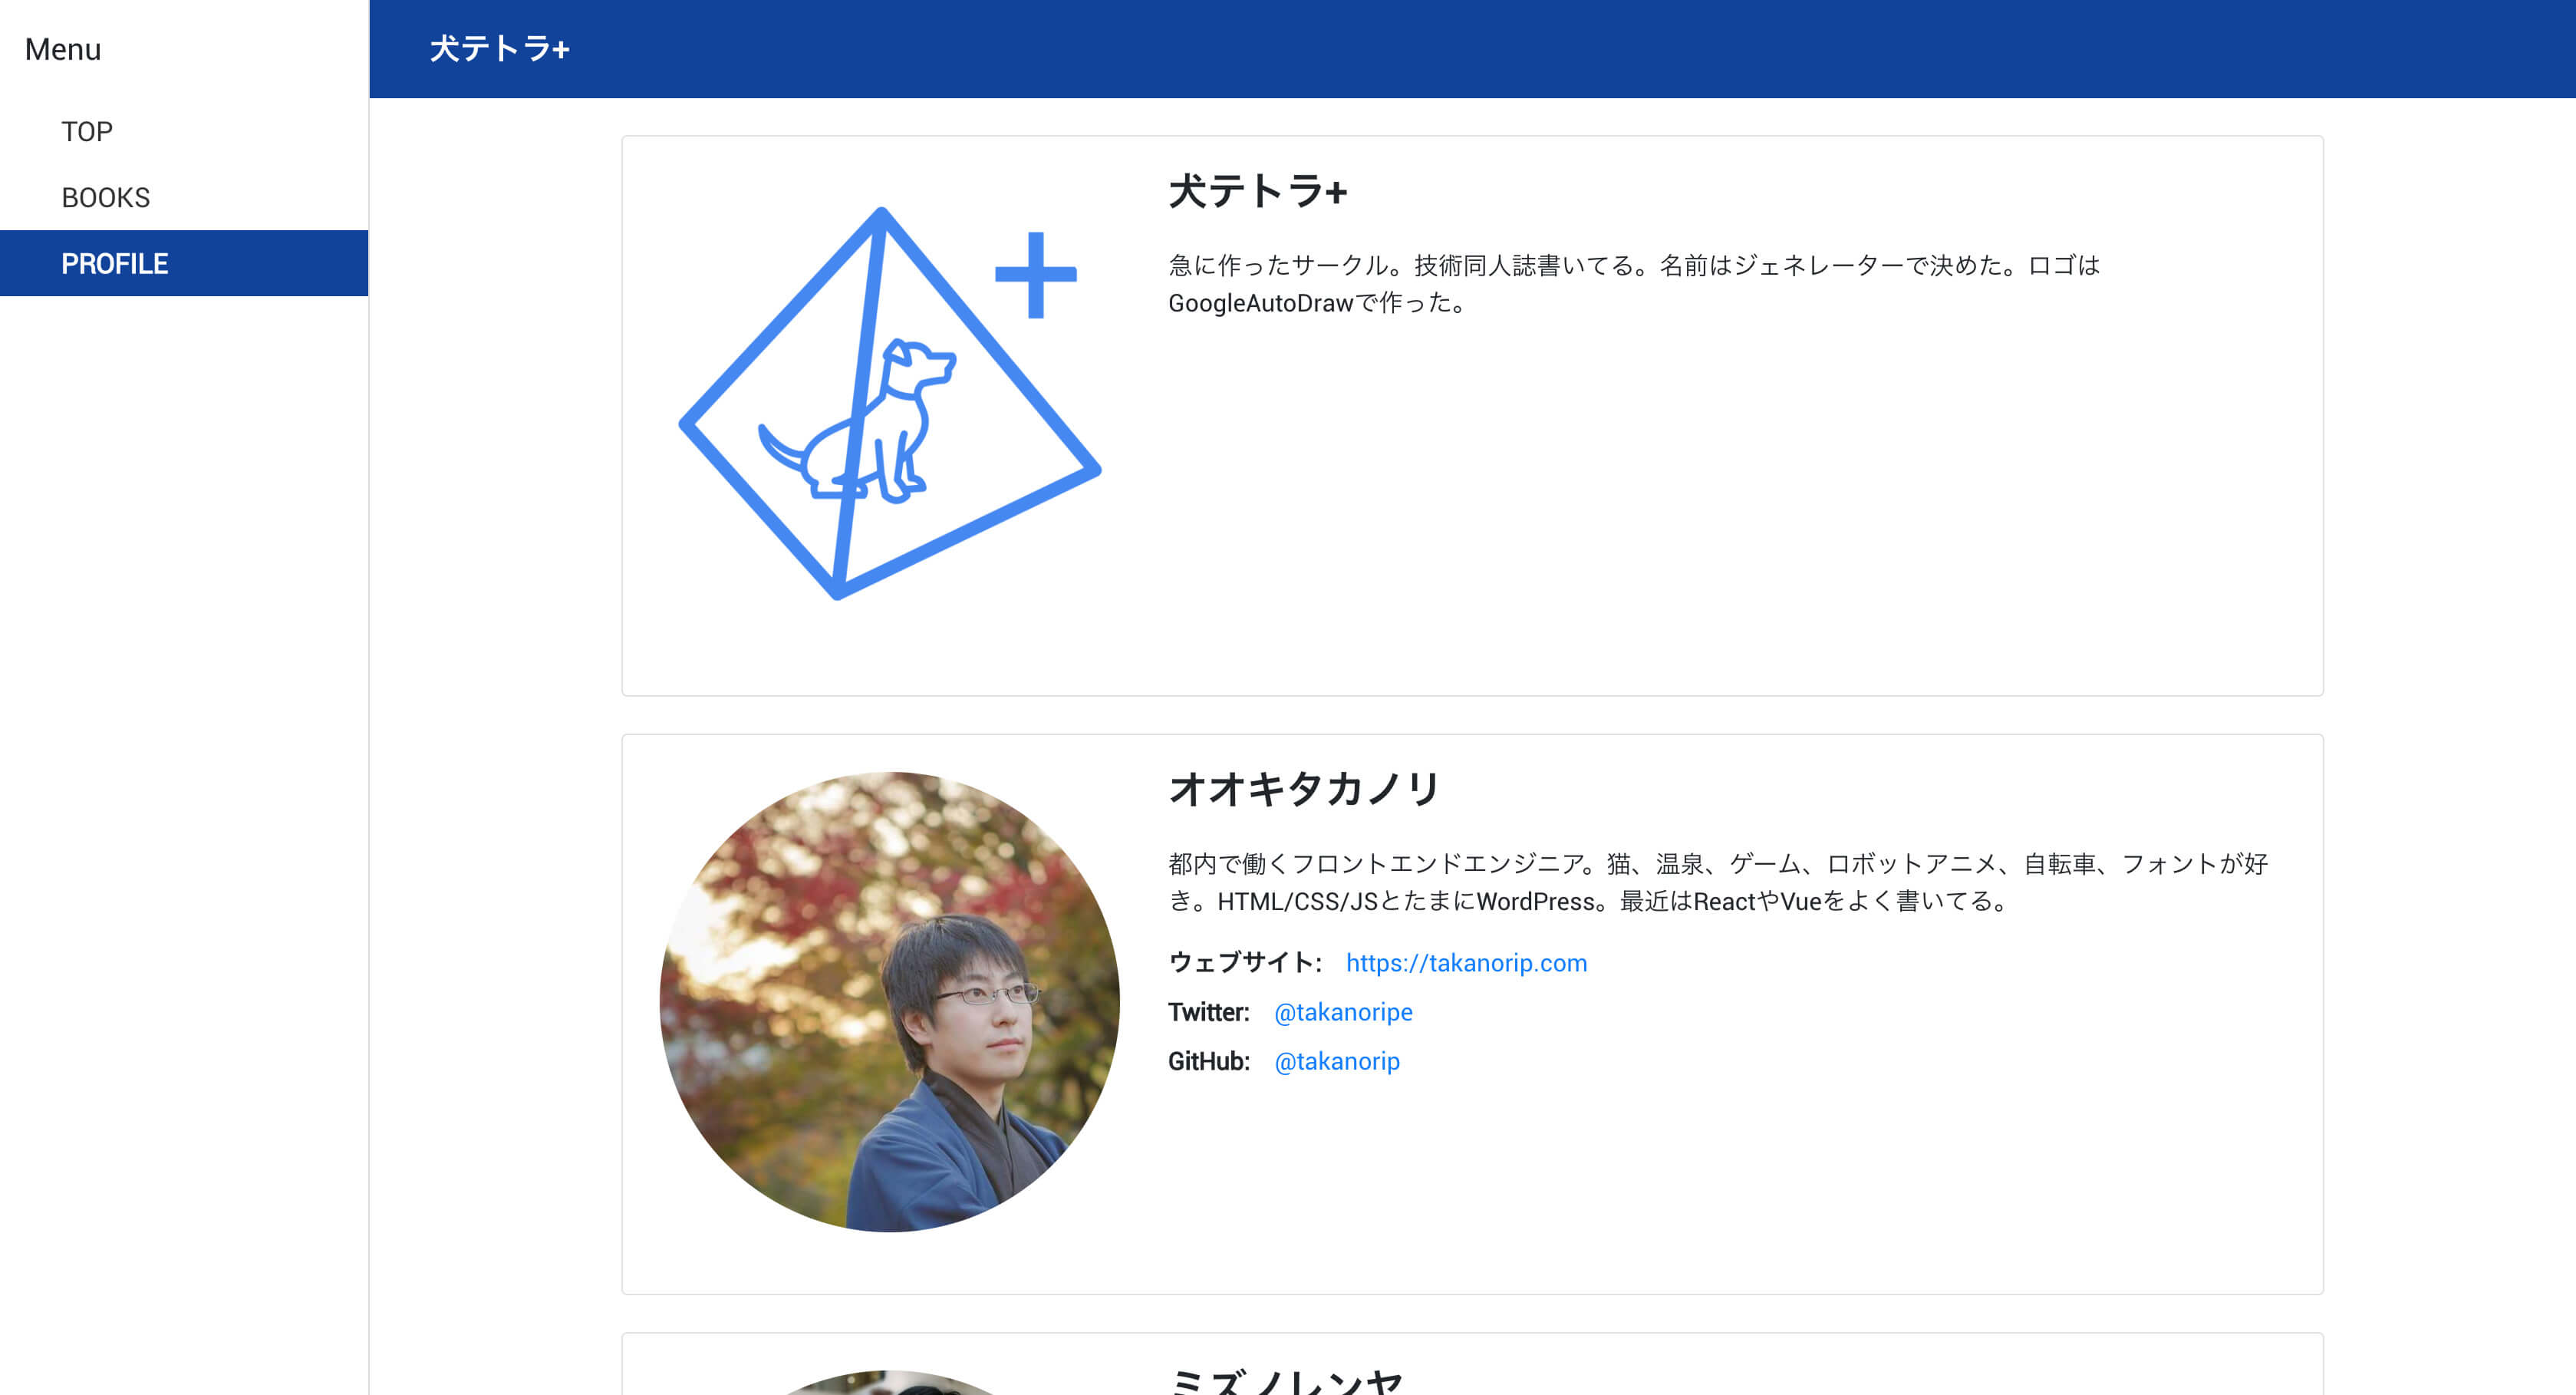 Menu
TOP
BOOKS
PROFILE
犬テトラ+
犬テトラ+
急に作ったサークル。技術同人誌書いてる。名前はジェネレーターで決めた。ロゴは
GoogleAutoDrawで作った。
オオキタカノリ
都内で働くフロントエンドエンジニア。猫、温泉、ゲーム、ロボットアニメ、自転車、フォントが好
き。HTML/CSS/JSとたまにWordPress。最近はReactやVueをよく書いてる。
ウェブサイト: https://takanorip.com
Twitter: @takanoripe
GitHub: @takanorip
ミズノレンヤ